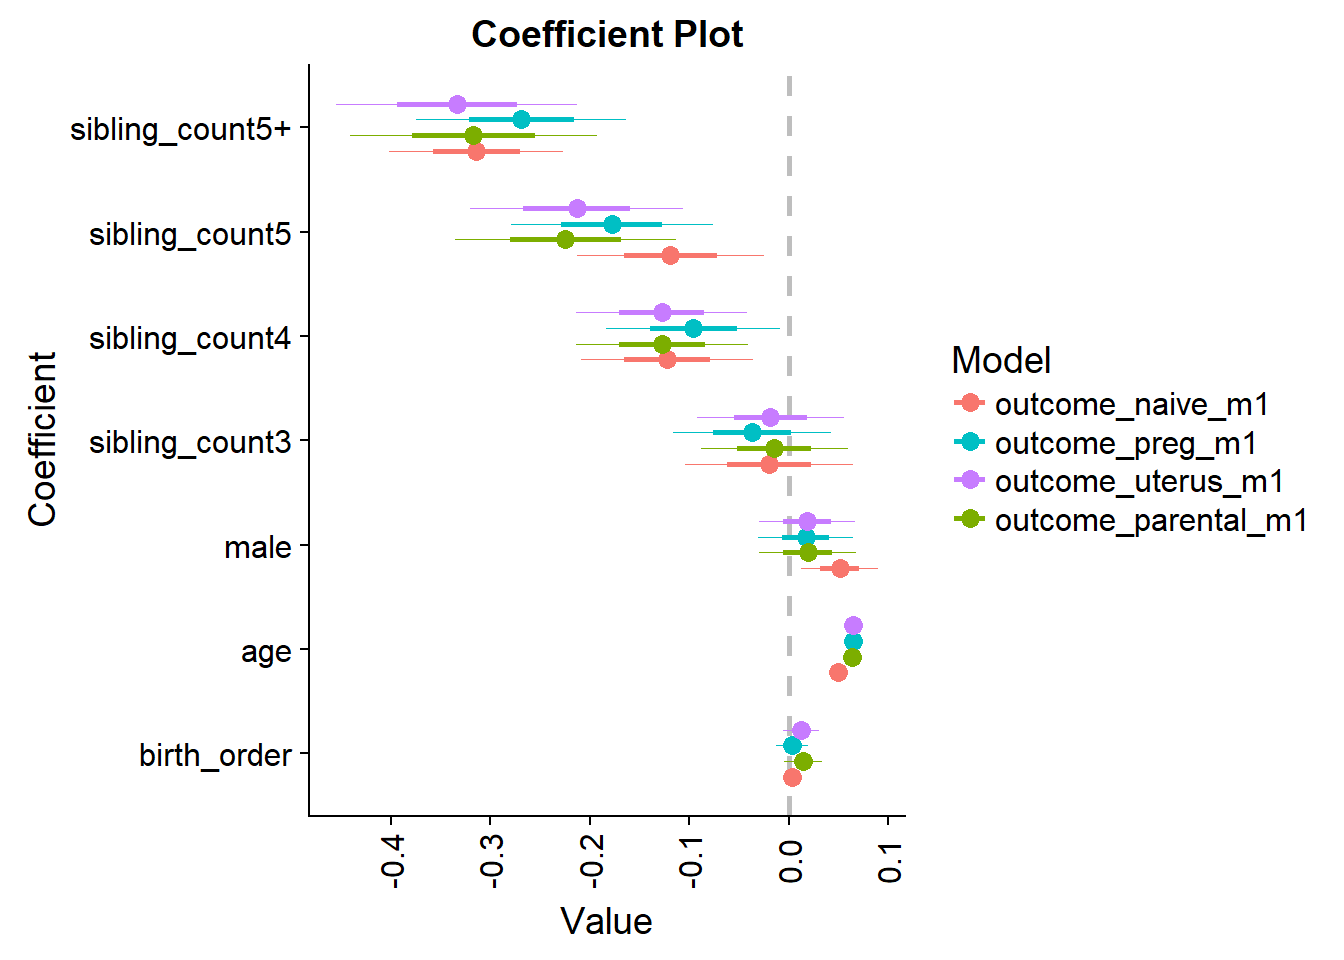 Coefficient Plot
Coefficient
sibling_count5+
sibling_count5
sibling_count4
sibling_count3
male
age
birth_order
-0.4
-0.3
-0.2
-0.1
0.0
0.1
Value
Model
outcome_naive_m1
outcome_preg_m1
outcome_uterus_m1
outcome_parental_m1